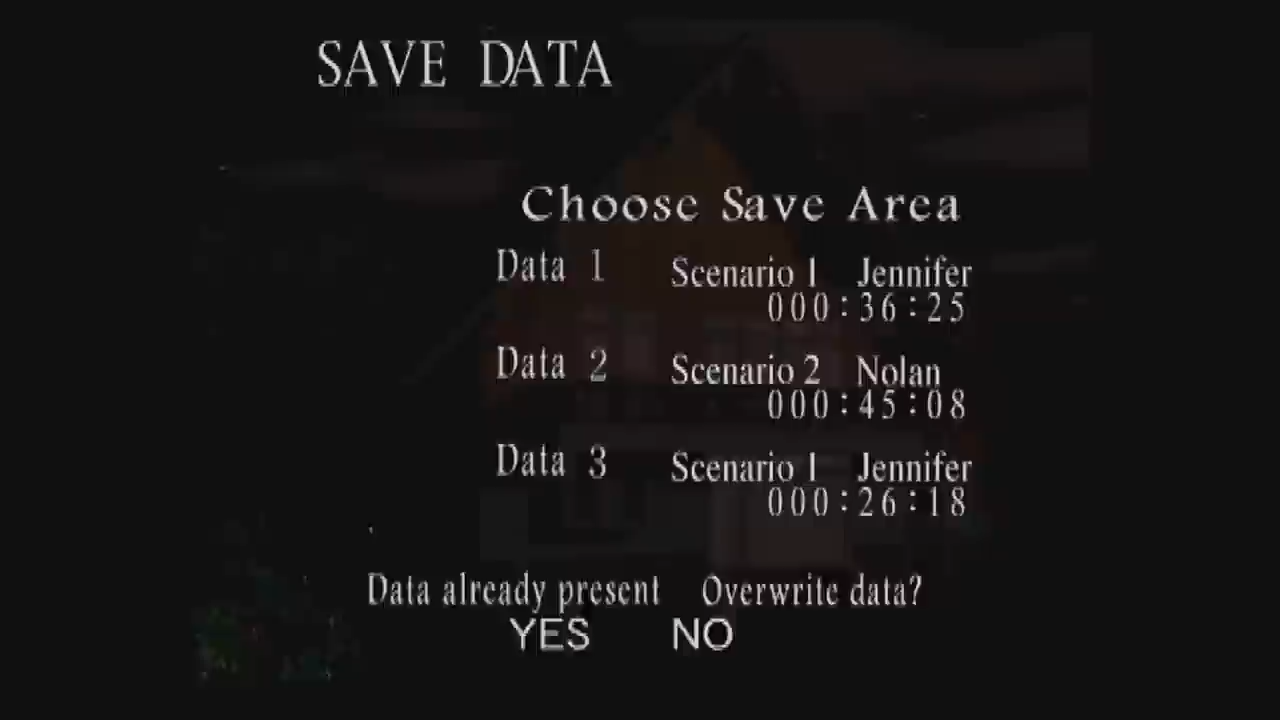 SAVE DATA
Choose Save Area
Data 1 Scenario 1 Jennifer
000:36:25
Data 2 Scenario 2 Nolan
000:45:08
Data 3 Scenario 1 Jennifer
000:26:18
Data already present Overwrite data?
YES NO